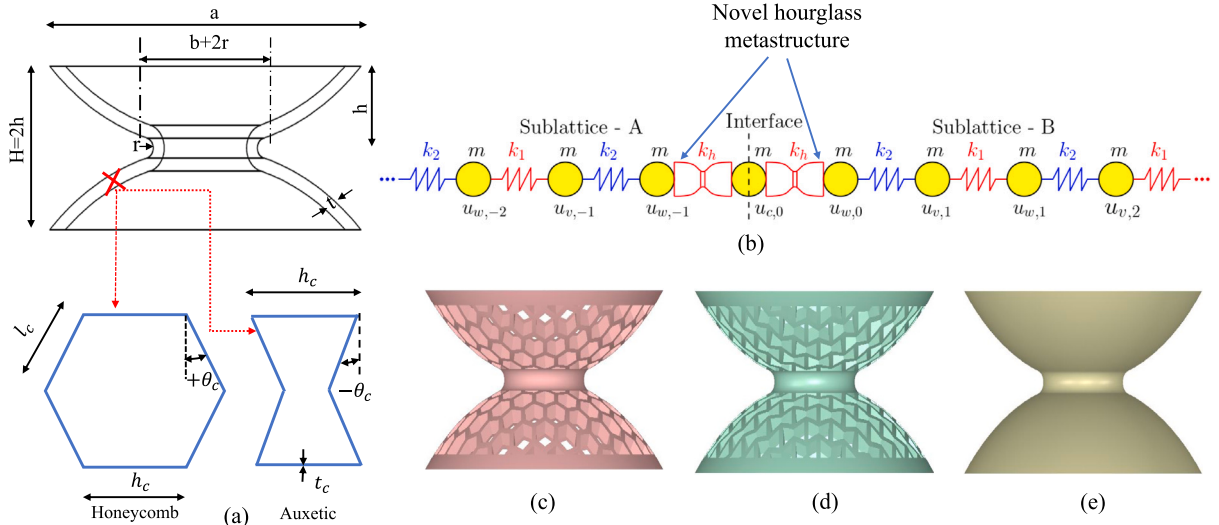 a
b+2r
H=2h
h
r
t
l_c
+θ_c
h_c
Honeycomb
h_c
−θ_c
t_c
Auxetic
(a)
Novel hourglass
metastructure
Sublattice - A
Interface
Sublattice - B
k_2 m k_1 m k_2 m k_h m k_h m k_2 m k_1 m k_2 m k_1
u_{w,−2} u_{v,−1} u_{w,−1} u_{c,0} u_{w,0} u_{v,1} u_{w,1} u_{v,2}
(b)
(c)
(d)
(e)